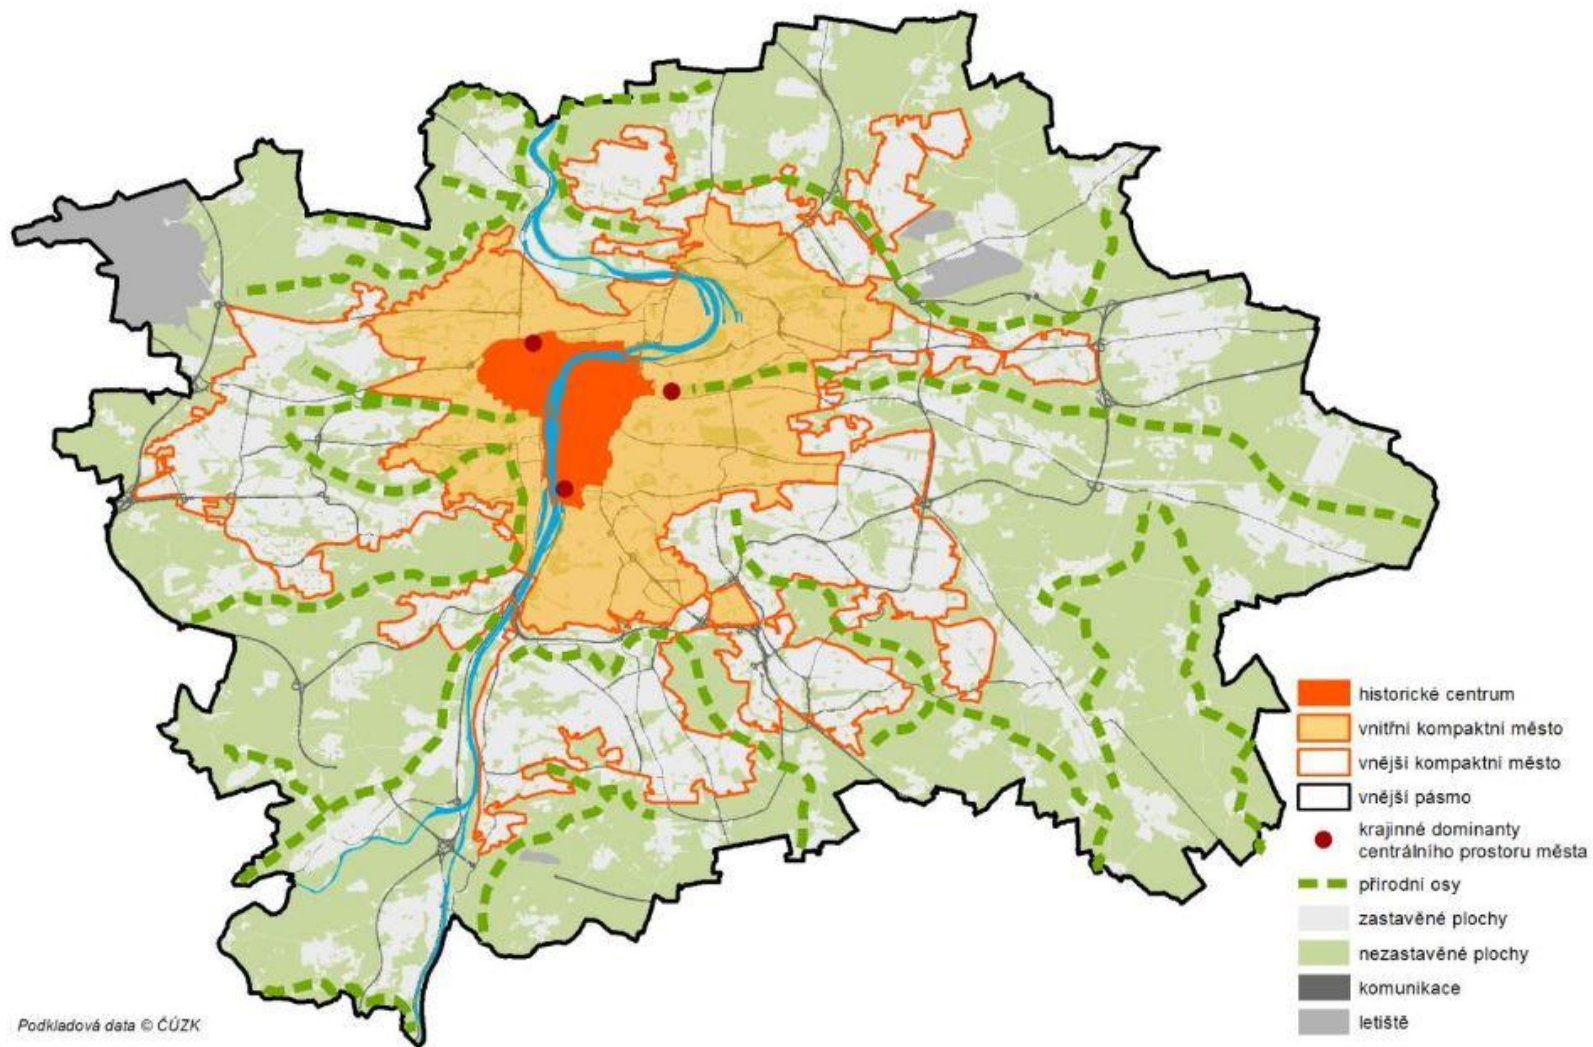 historické centrum
vnitřní kompaktní město
vnější kompaktní město
vnější pásmo
krajinné dominanty
centrálního prostoru města
přírodní osy
zastavěné plochy
nezastavěné plochy
komunikace
letiště
Podkladová data © ČÚZK